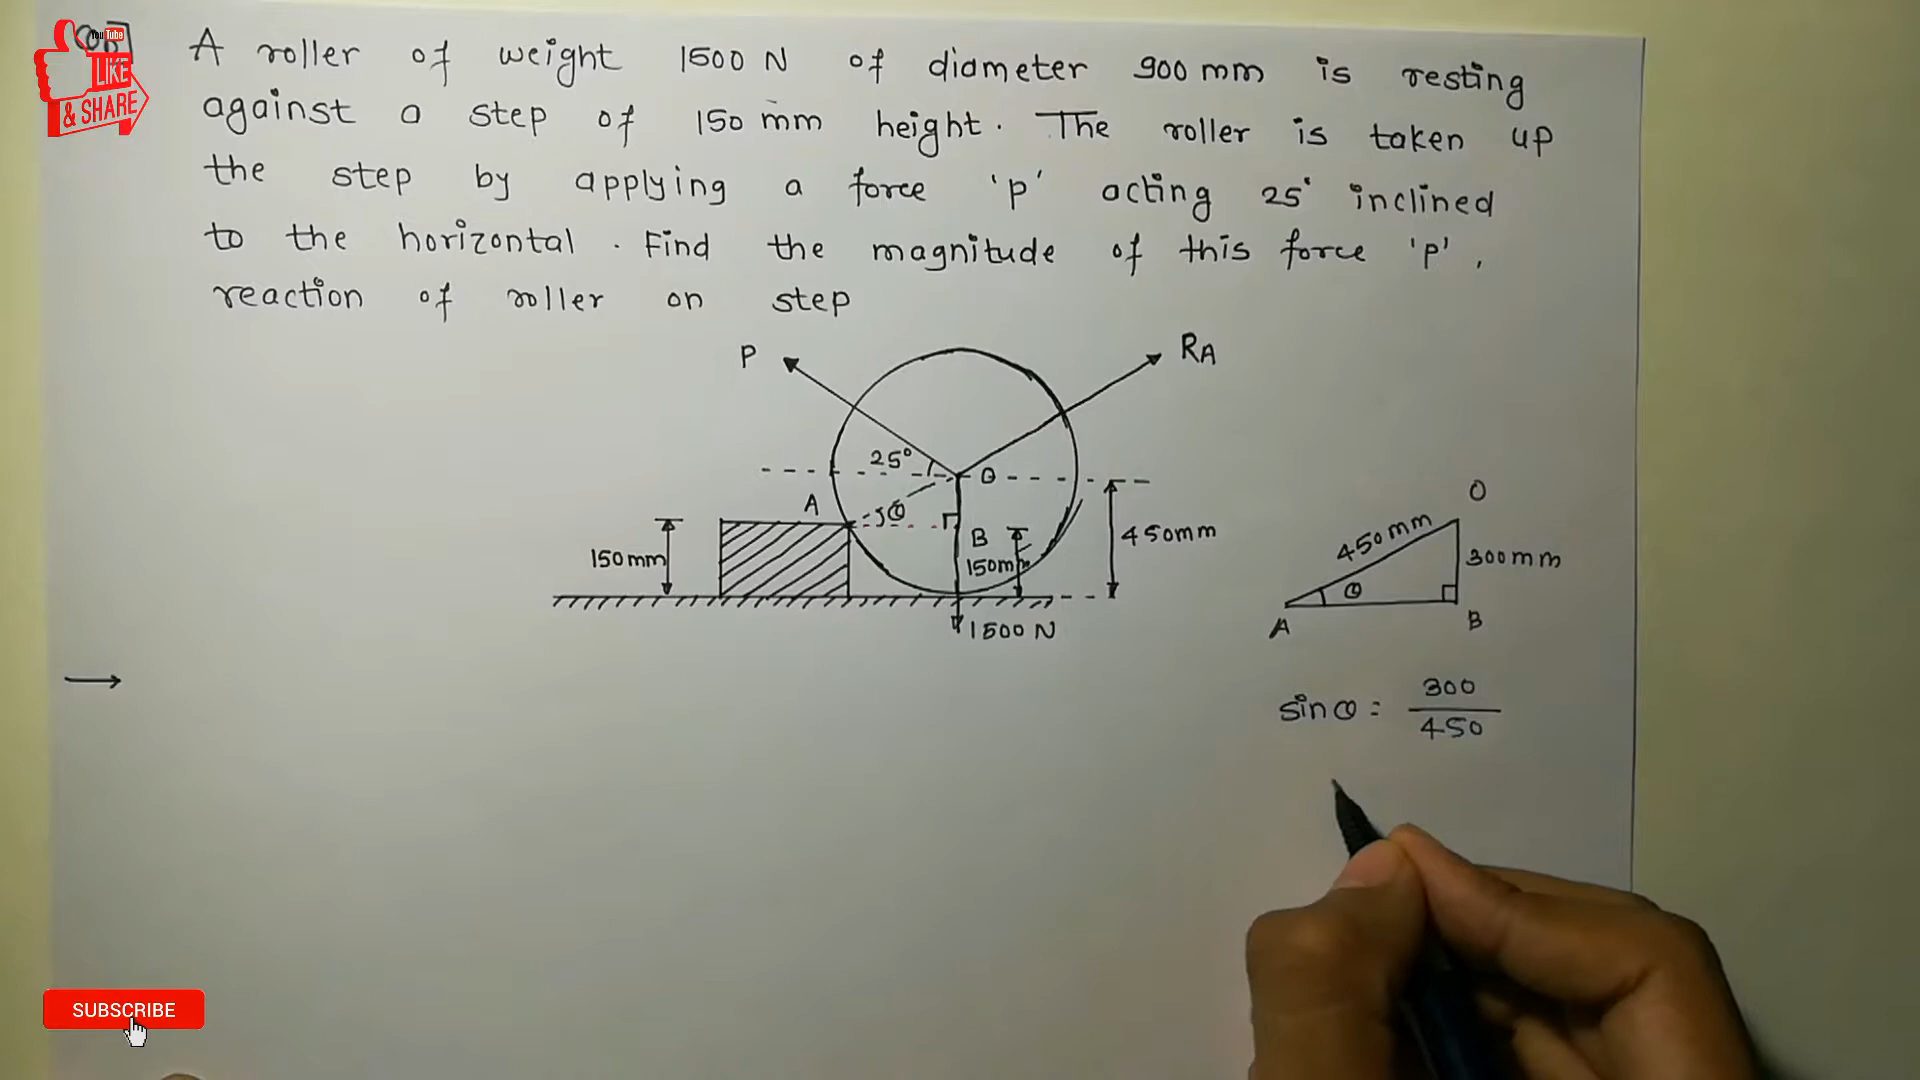 You Tube
LIKE
& SHARE
A roller of weight 1500 N of diameter 900 mm is resting
against a step of 150 mm height. The roller is taken up
the step by applying a force 'p' acting 25° inclined
to the horizontal. Find the magnitude of this force 'p',
reaction of roller on step
P
RA
25°
O
A
θ
B
150mm
150mm
450mm
1500 N
O
450mm
300mm
θ
A
B
sinθ = 300/450
SUBSCRIBE